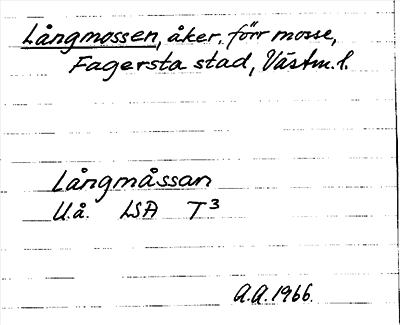 Långmossen, åker, förr mosse,
Fagersta stad, Västm. l.
Långmåssan
U.å. LSA T3
A.A. 1966.